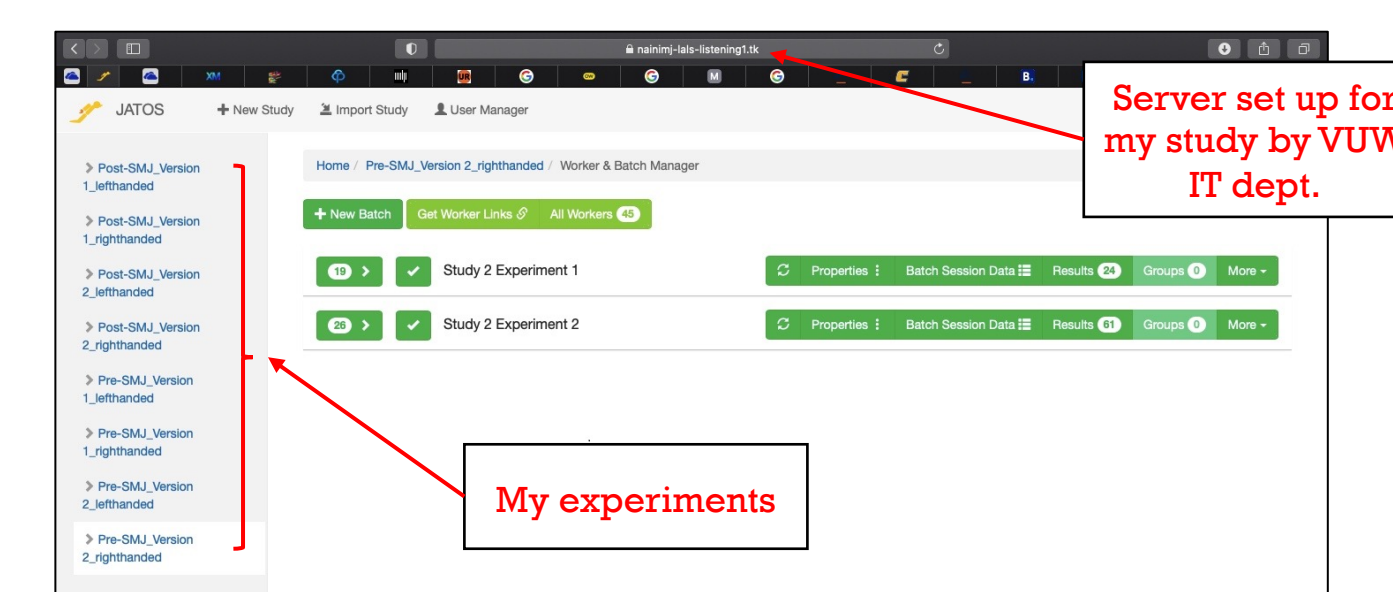 nainimj-lals-listening1.tk
XM
mlp
UR
G
GW
G
M
G
B.
JATOS
New Study
Import Study
User Manager
Server set up for
my study by VUW
IT dept.
Post-SMJ_Version
1_lefthanded
Post-SMJ_Version
1_righthanded
Post-SMJ_Version
2_lefthanded
Post-SMJ_Version
2_righthanded
Pre-SMJ_Version
1_lefthanded
Pre-SMJ_Version
1_righthanded
Pre-SMJ_Version
2_lefthanded
Pre-SMJ_Version
2_righthanded
Home / Pre-SMJ_Version 2_righthanded / Worker & Batch Manager
New Batch Get Worker Links All Workers 45
19 Study 2 Experiment 1 Properties Batch Session Data Results 24 Groups 0 More
26 Study 2 Experiment 2 Properties Batch Session Data Results 61 Groups 0 More
My experiments